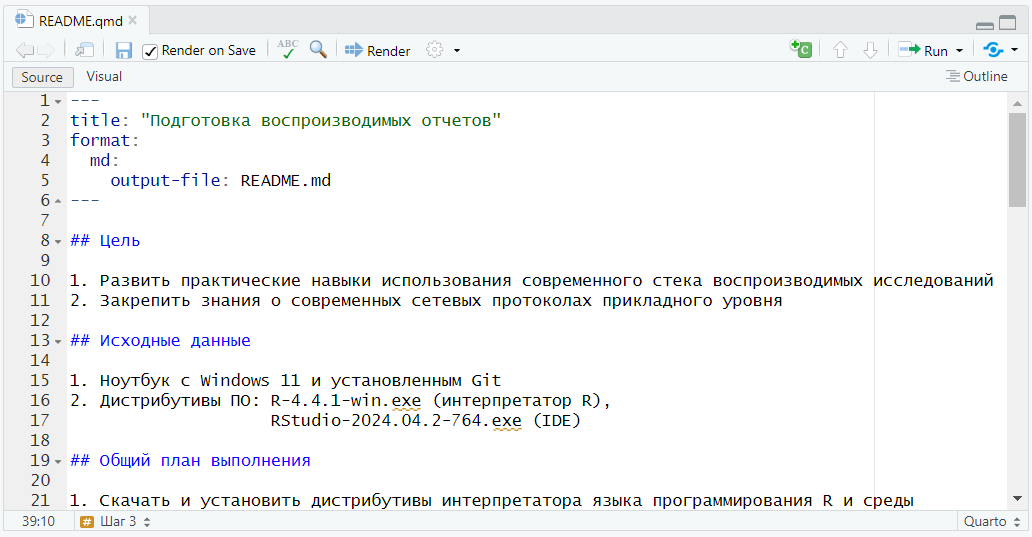 README.qmd
Render on Save
ABC
Render
C
Run
Source
Visual
Outline
1 ---
2 title: "Подготовка воспроизводимых отчетов"
3 format:
4   md:
5     output-file: README.md
6 ---
7
8 ## Цель
9
10 1. Развить практические навыки использования современного стека воспроизводимых исследований
11 2. Закрепить знания о современных сетевых протоколах прикладного уровня
12
13 ## Исходные данные
14
15 1. Ноутбук с Windows 11 и установленным Git
16 2. Дистрибутивы ПО: R-4.4.1-win.exe (интерпретатор R),
17                     RStudio-2024.04.2-764.exe (IDE)
18
19 ## Общий план выполнения
20
21 1. Скачать и установить дистрибутивы интерпретатора языка программирования R и среды
39:10
# Шаг 3
Quarto